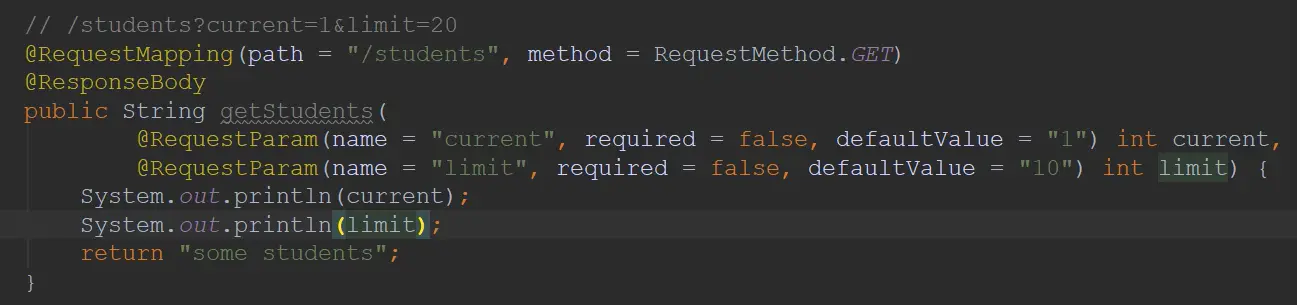 // /students?current=1&limit=20
@RequestMapping(path = "/students", method = RequestMethod.GET)
@ResponseBody
public String getStudents(
@RequestParam(name = "current", required = false, defaultValue = "1") int current,
@RequestParam(name = "limit", required = false, defaultValue = "10") int limit) {
System.out.println(current);
System.out.println(limit);
return "some students";
}